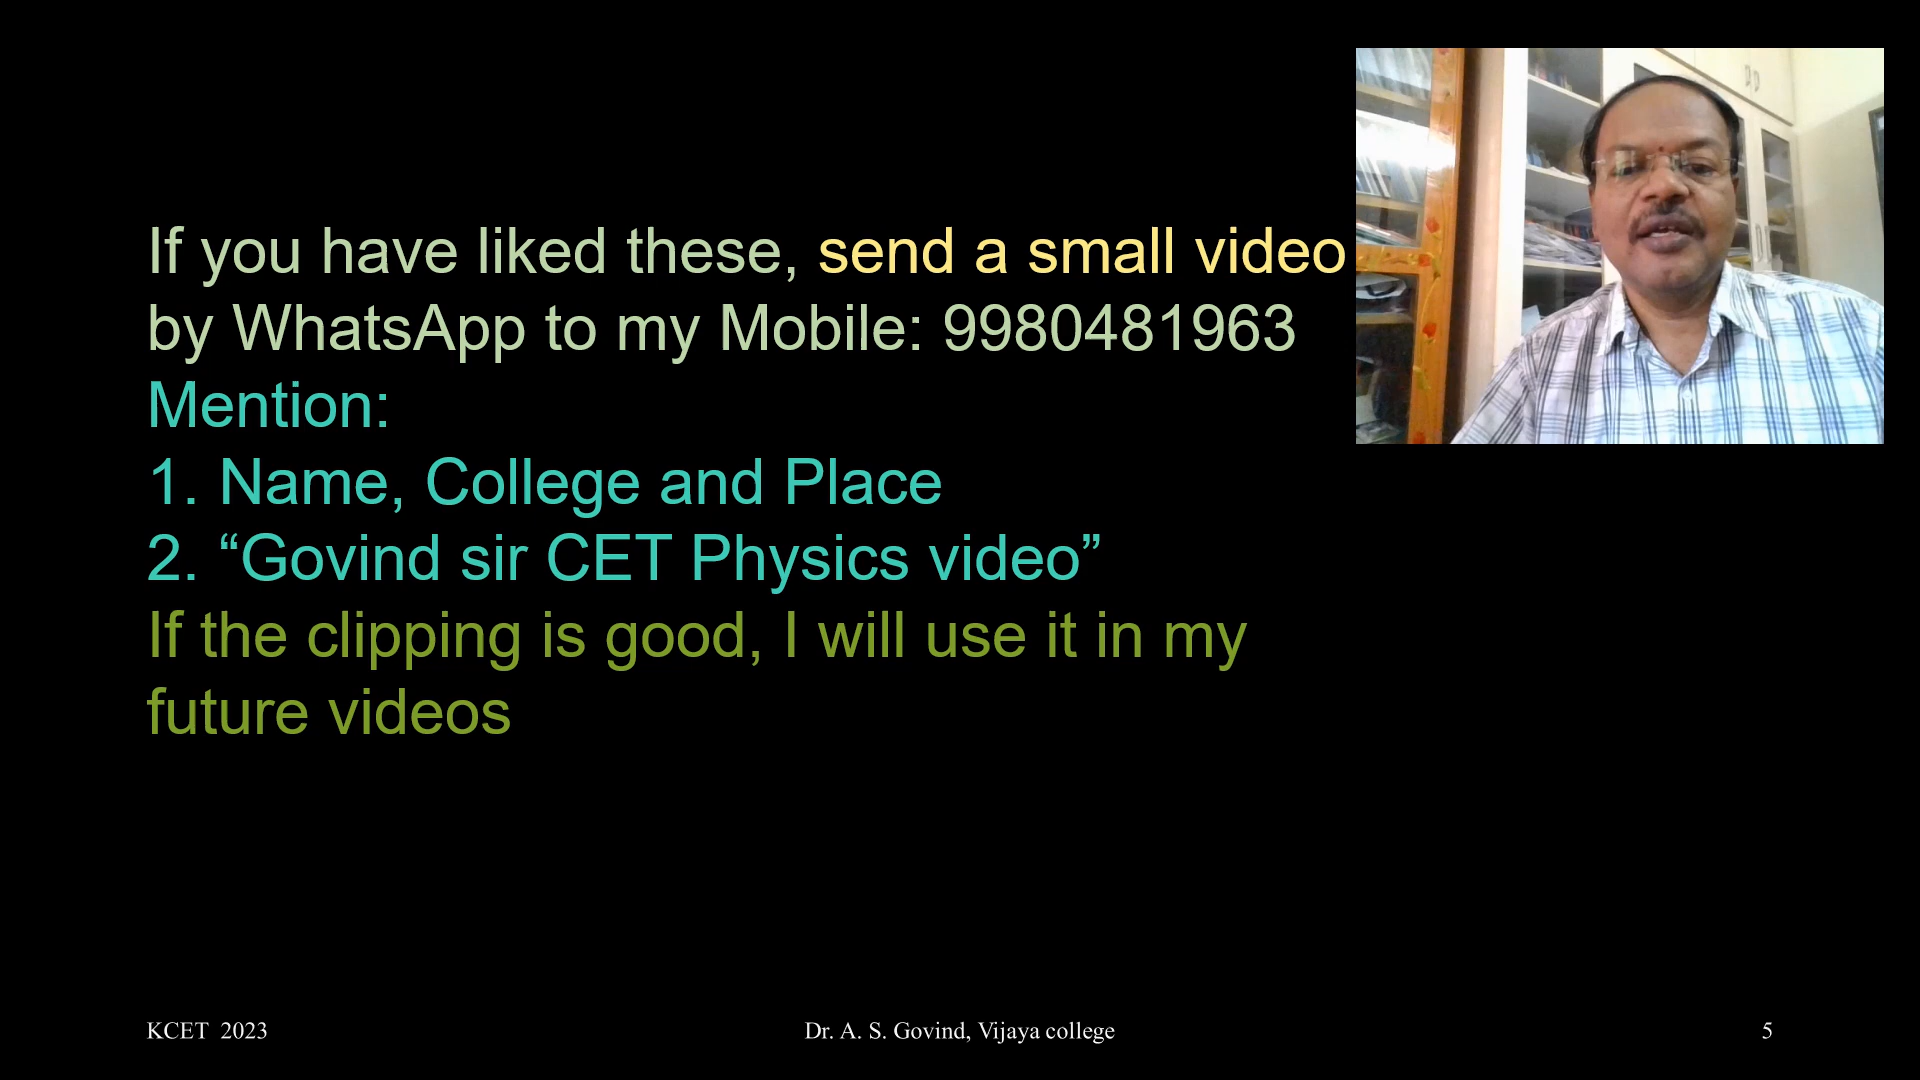 If you have liked these, send a small video
by WhatsApp to my Mobile: 9980481963
Mention:
1. Name, College and Place
2. “Govind sir CET Physics video”
If the clipping is good, I will use it in my
future videos
KCET 2023
Dr. A. S. Govind, Vijaya college
5